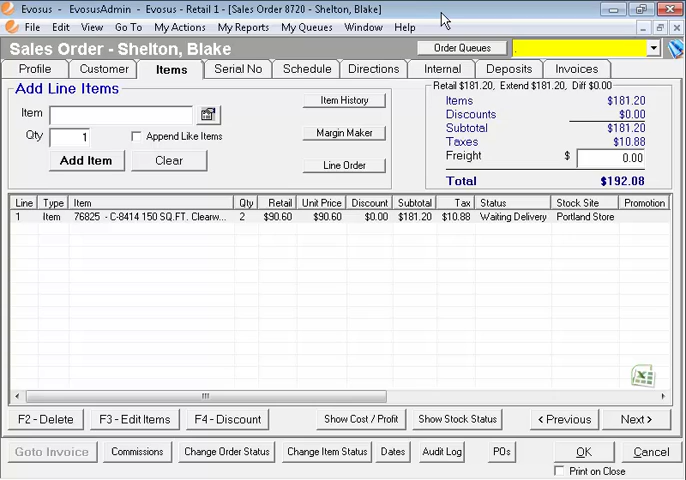 Evosus - EvosusAdmin - Evosus - Retail 1 - [Sales Order 8720 - Shelton, Blake]
File Edit View Go To My Actions My Reports My Queues Window Help
Sales Order - Shelton, Blake
Order Queues
Profile Customer Items Serial No Schedule Directions Internal Deposits Invoices
Add Line Items
Item
Qty 1 Append Like Items
Add Item Clear
Item History
Margin Maker
Line Order
Retail $181.20, Extend $181.20, Diff $0.00
Items $181.20
Discounts $0.00
Subtotal $181.20
Taxes $10.88
Freight $ 0.00
Total $192.08
Line Type Item Qty Retail Unit Price Discount Subtotal Tax Status Stock Site Promotion
1 Item 76825 - C-8414 150 SQ.FT. Clearw... 2 $90.60 $90.60 $0.00 $181.20 $10.88 Waiting Delivery Portland Store
F2 - Delete F3 - Edit Items F4 - Discount Show Cost / Profit Show Stock Status < Previous Next >
Goto Invoice Commissions Change Order Status Change Item Status Dates Audit Log POs OK Cancel
Print on Close